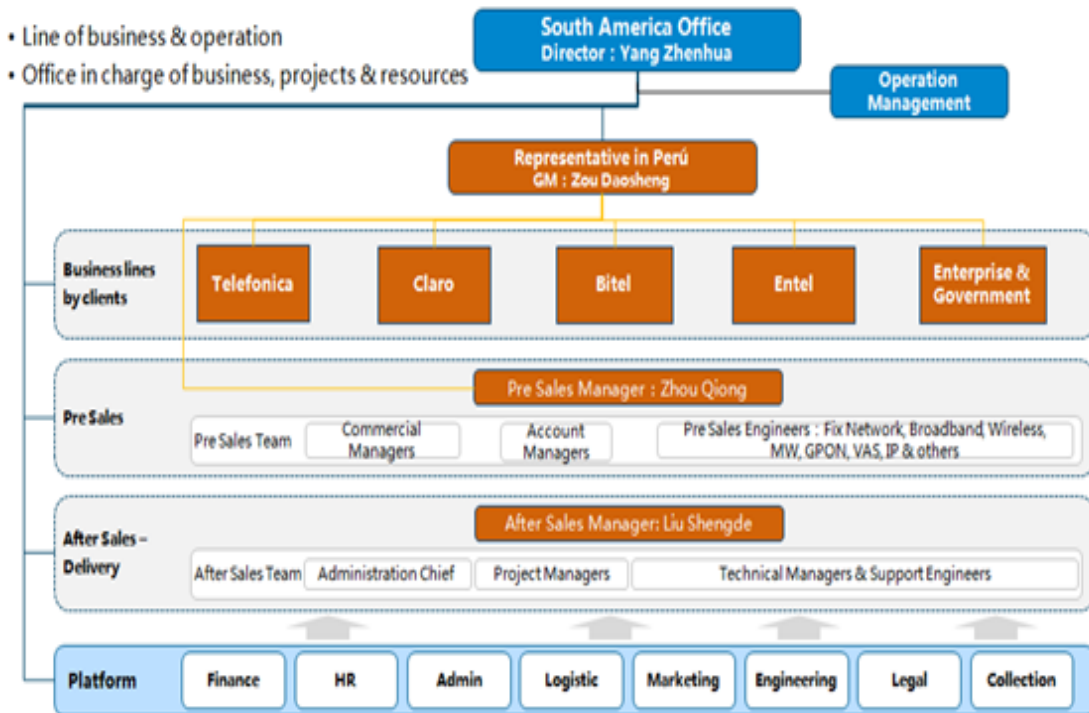 South America Office
Director : Yang Zhenhua
• Line of business & operation
• Office in charge of business, projects & resources
Operation
Management
Representative in Perú
GM : Zou Daosheng
Business lines
by clients
Telefonica
Claro
Bitel
Entel
Enterprise &
Government
Pre Sales
Pre Sales Manager : Zhou Qiong
Pre Sales Team
Commercial
Managers
Account
Managers
Pre Sales Engineers : Fix Network, Broadband, Wireless,
MW, GPON, VAS, IP & others
After Sales –
Delivery
After Sales Manager: Liu Shengde
After Sales Team
Administration Chief
Project Managers
Technical Managers & Support Engineers
Platform
Finance
HR
Admin
Logistic
Marketing
Engineering
Legal
Collection